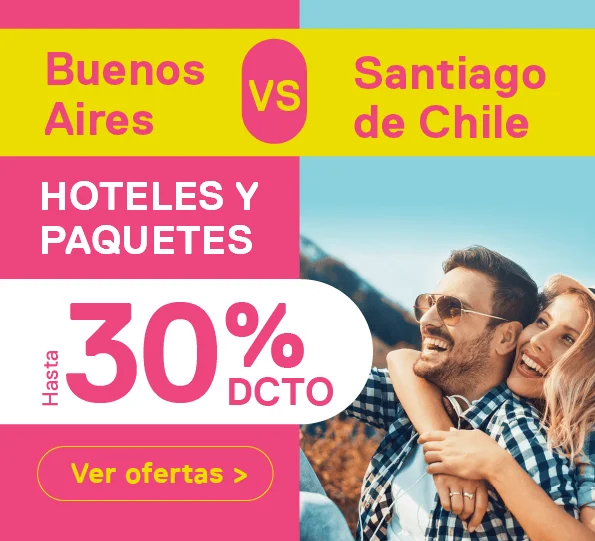 Buenos
Aires
VS
Santiago
de Chile
HOTELES Y
PAQUETES
Hasta
30%
DCTO
Ver ofertas >